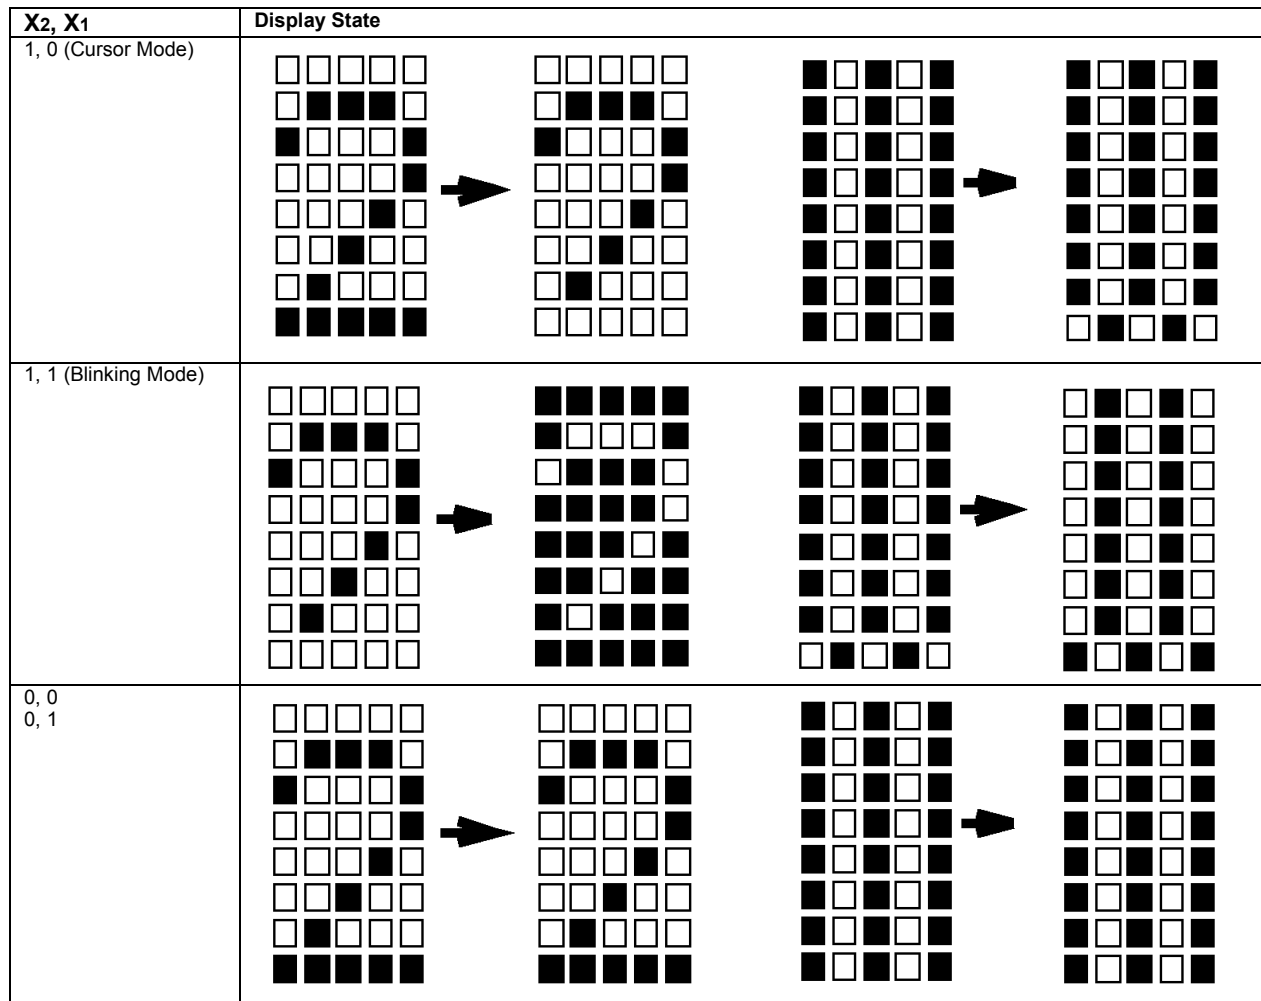 X2, X1
Display State
1, 0 (Cursor Mode)
1, 1 (Blinking Mode)
0, 0
0, 1